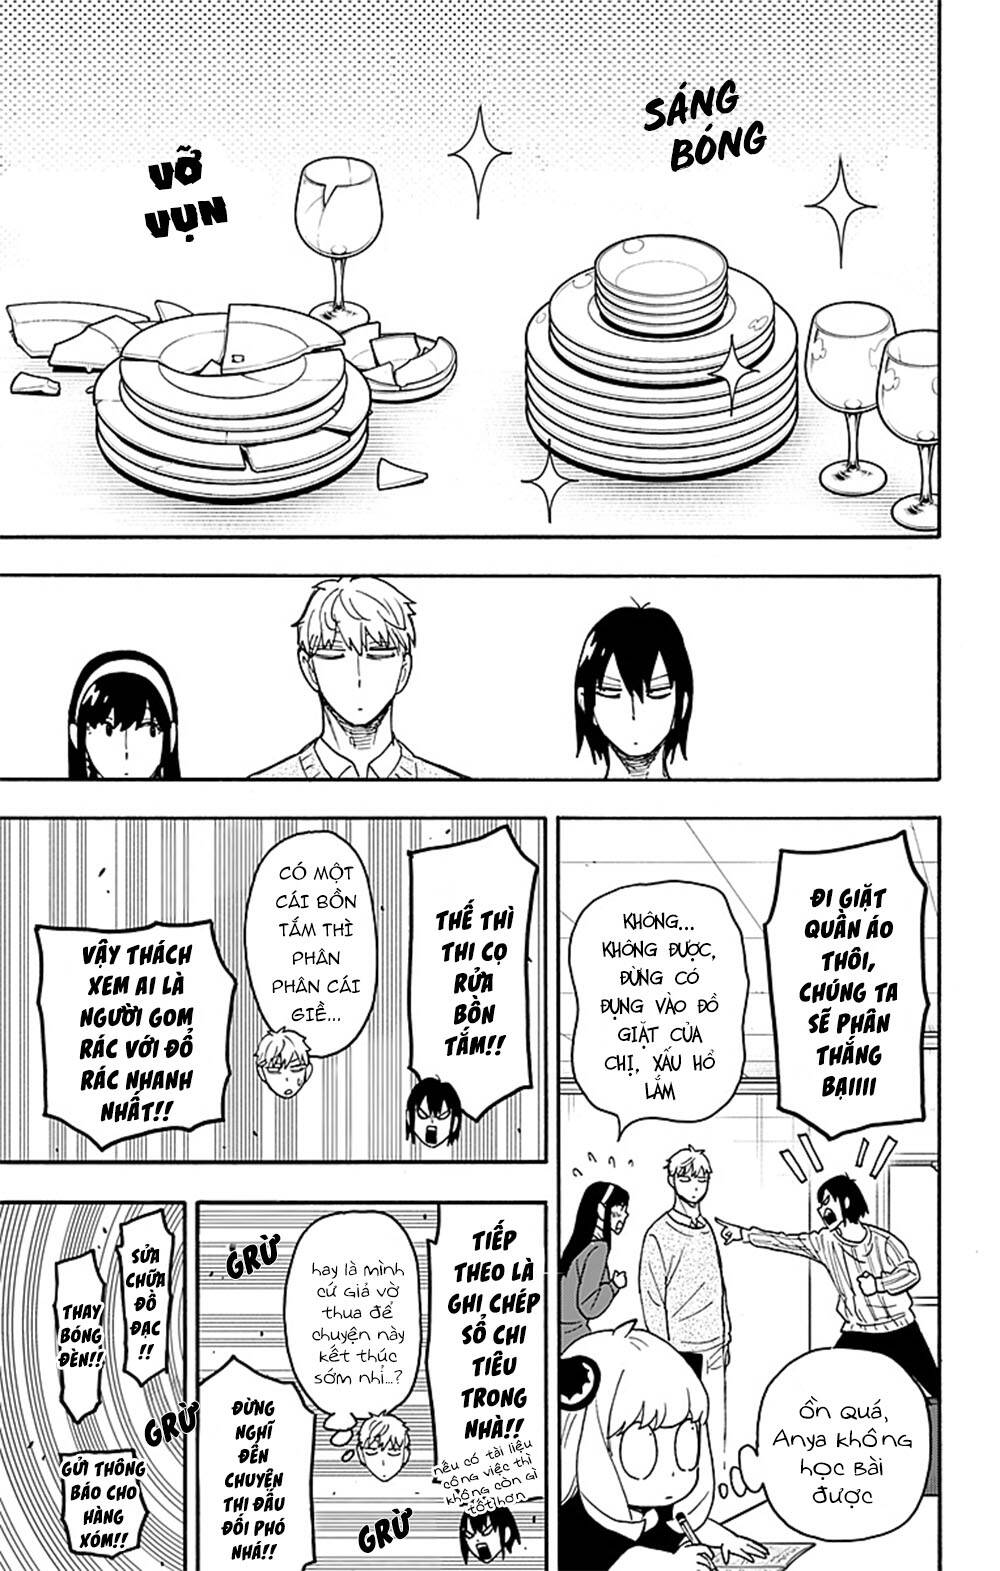 SÁNG
BÓNG
VỠ
VỤN
ĐI GIẶT
QUẦN ÁO
THÔI,
CHÚNG TA
SẼ PHÂN
THẮNG
BẠIIII
KHÔNG...
KHÔNG ĐƯỢC,
ĐỪNG CÓ
ĐỤNG VÀO ĐỒ
GIẶT CỦA
CHỊ, XẤU HỔ
LẮM
ỒN QUÁ,
ANYA KHÔNG
HỌC BÀI
ĐƯỢC
THẾ THÌ
THI CỌ
RỬA
BỒN
TẮM!!
CÓ MỘT
CÁI BỒN
TẮM THÌ
PHÂN
PHÂN CÁI
GIỀ...
VẬY THÁCH
XEM AI LÀ
NGƯỜI GOM
RÁC VỚI ĐỔ
RÁC NHANH
NHẤT!!
TIẾP
THEO LÀ
GHI CHÉP
SỔ CHI
TIÊU
TRONG
NHÀ!!
nếu có tài liệu
công việc thì
không còn gì
tốt hơn
hay là mình
cứ giả vờ
thua để
chuyện này
kết thúc
sớm nhỉ...?
GRỪ
ĐỪNG
NGHĨ
ĐẾN
CHUYỆN
THI ĐẤU
ĐỐI PHÓ
NHÁ!!
GRỪ
GRỪ
SỬA
CHỮA
ĐỒ
ĐẠC
!!
THAY
BÓNG
ĐÈN!!
GỬI THÔNG
BÁO CHO
HÀNG
XÓM!!